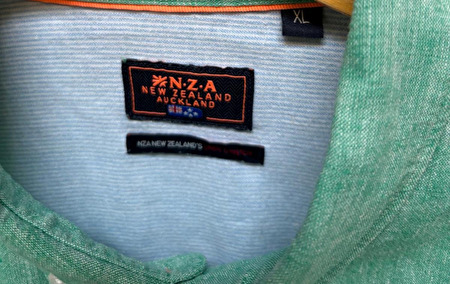 XL
N.Z.A
NEW ZEALAND
AUCKLAND
NZA NEW ZEALAND'S